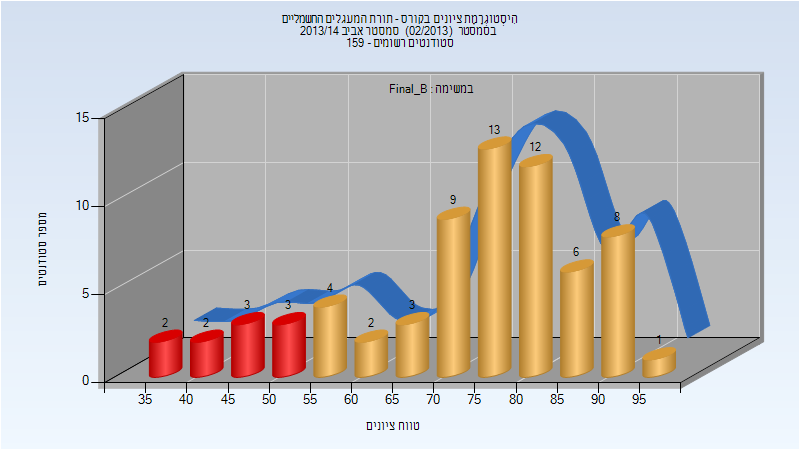 הִיסְטוֹגְרָמַת ציונים בקורס - תורת המעגלים החשמליים
בסמסטר (02/2013) סמסטר אביב 2013/14
סטודנטים רשומים - 159
במשימה : Final_B
15
10
5
0
מספר סטודנטים
2
2
3
3
4
2
3
9
13
12
6
8
1
35 40 45 50 55 60 65 70 75 80 85 90 95
טווח ציונים